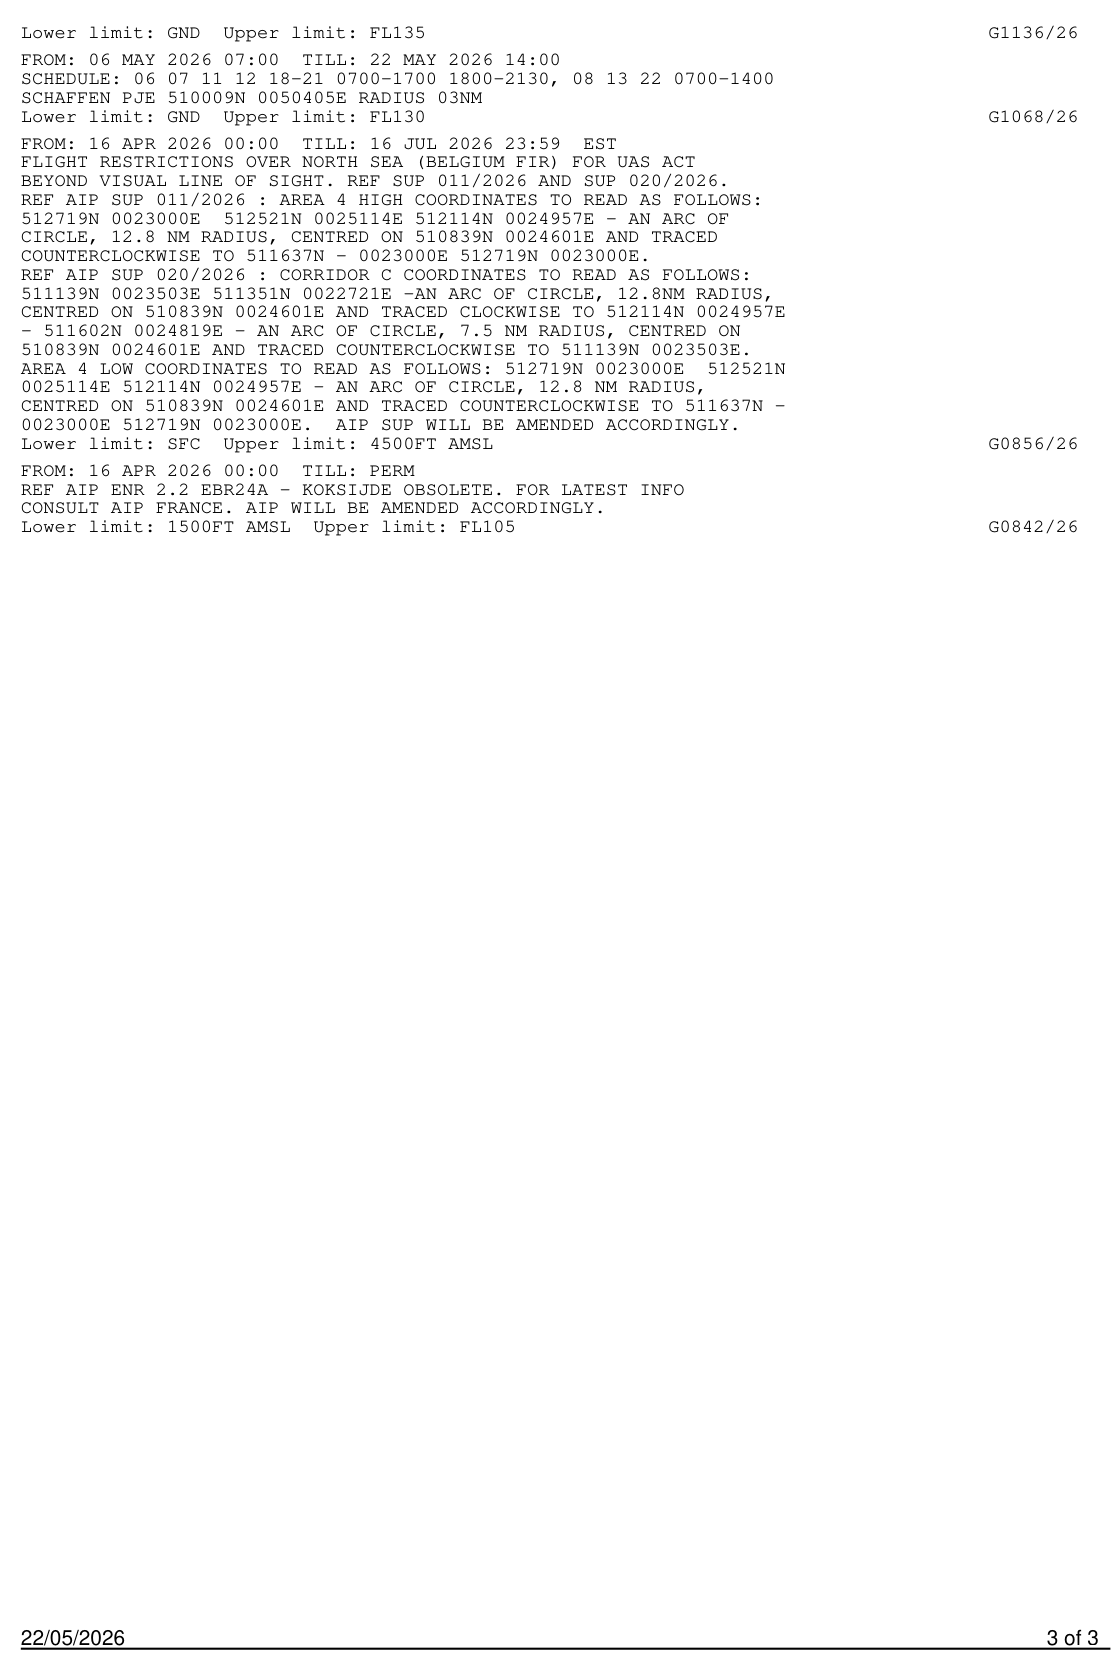 Lower limit: GND  Upper limit: FL135 G1136/26
FROM: 06 MAY 2026 07:00  TILL: 22 MAY 2026 14:00
SCHEDULE: 06 07 11 12 18-21 0700-1700 1800-2130, 08 13 22 0700-1400
SCHAFFEN PJE 510009N 0050405E RADIUS 03NM
Lower limit: GND  Upper limit: FL130 G1068/26
FROM: 16 APR 2026 00:00  TILL: 16 JUL 2026 23:59  EST
FLIGHT RESTRICTIONS OVER NORTH SEA (BELGIUM FIR) FOR UAS ACT
BEYOND VISUAL LINE OF SIGHT. REF SUP 011/2026 AND SUP 020/2026.
REF AIP SUP 011/2026 : AREA 4 HIGH COORDINATES TO READ AS FOLLOWS:
512719N 0023000E  512521N 0025114E 512114N 0024957E - AN ARC OF
CIRCLE, 12.8 NM RADIUS, CENTRED ON 510839N 0024601E AND TRACED
COUNTERCLOCKWISE TO 511637N - 0023000E 512719N 0023000E.
REF AIP SUP 020/2026 : CORRIDOR C COORDINATES TO READ AS FOLLOWS:
511139N 0023503E 511351N 0022721E -AN ARC OF CIRCLE, 12.8NM RADIUS,
CENTRED ON 510839N 0024601E AND TRACED CLOCKWISE TO 512114N 0024957E
- 511602N 0024819E - AN ARC OF CIRCLE, 7.5 NM RADIUS, CENTRED ON
510839N 0024601E AND TRACED COUNTERCLOCKWISE TO 511139N 0023503E.
AREA 4 LOW COORDINATES TO READ AS FOLLOWS: 512719N 0023000E  512521N
0025114E 512114N 0024957E - AN ARC OF CIRCLE, 12.8 NM RADIUS,
CENTRED ON 510839N 0024601E AND TRACED COUNTERCLOCKWISE TO 511637N -
0023000E 512719N 0023000E.  AIP SUP WILL BE AMENDED ACCORDINGLY.
Lower limit: SFC  Upper limit: 4500FT AMSL G0856/26
FROM: 16 APR 2026 00:00  TILL: PERM
REF AIP ENR 2.2 EBR24A - KOKSIJDE OBSOLETE. FOR LATEST INFO
CONSULT AIP FRANCE. AIP WILL BE AMENDED ACCORDINGLY.
Lower limit: 1500FT AMSL  Upper limit: FL105 G0842/26
22/05/2026 3 of 3